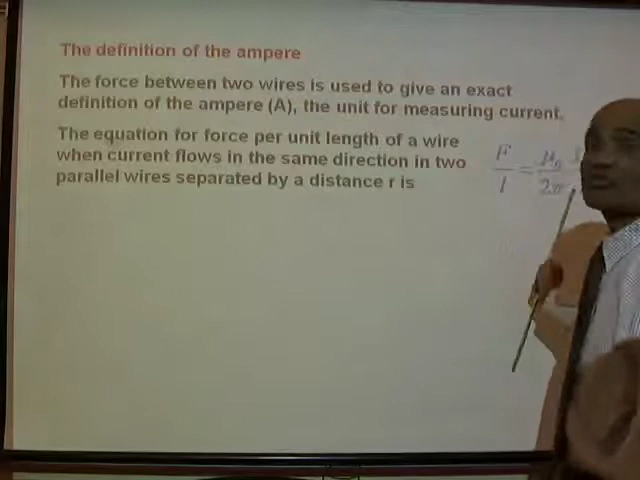 The definition of the ampere
The force between two wires is used to give an exact
definition of the ampere (A), the unit for measuring current.
The equation for force per unit length of a wire
when current flows in the same direction in two
parallel wires separated by a distance r is
F/l = μ₀/2π